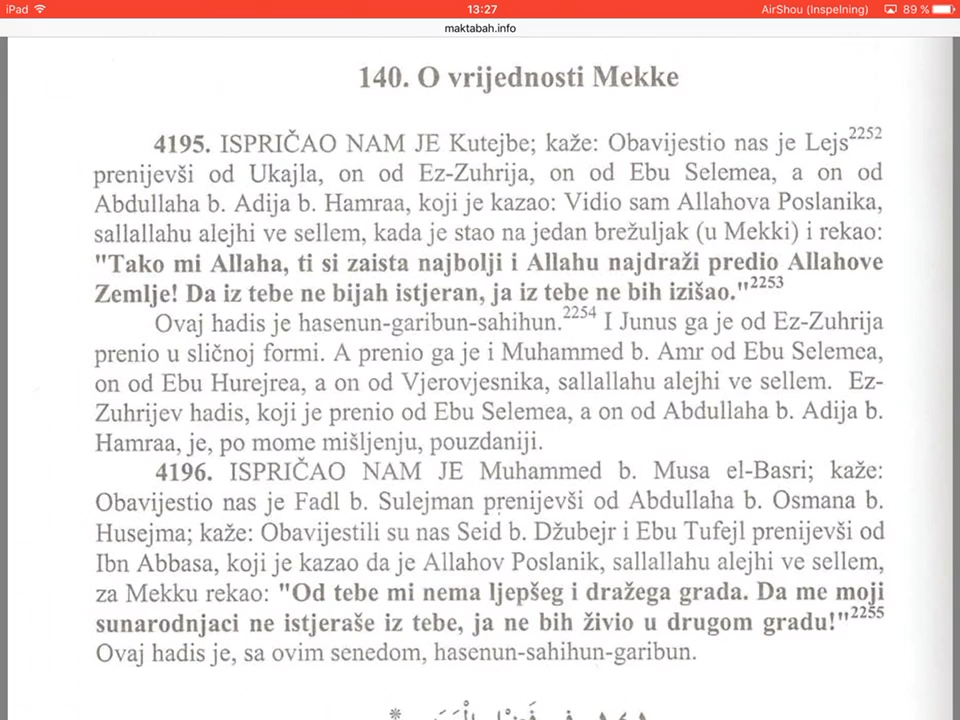 iPad 13:27 AirShou (Inspelning) 89 %
maktabah.info
140. O vrijednosti Mekke
4195. ISPRIČAO NAM JE Kutejbe; kaže: Obavijestio nas je Lejs2252
prenijevši od Ukajla, on od Ez-Zuhrija, on od Ebu Selemea, a on od
Abdullaha b. Adija b. Hamraa, koji je kazao: Vidio sam Allahova Poslanika,
sallallahu alejhi ve sellem, kada je stao na jedan brežuljak (u Mekki) i rekao:
"Tako mi Allaha, ti si zaista najbolji i Allahu najdraži predio Allahove
Zemlje! Da iz tebe ne bijah istjeran, ja iz tebe ne bih izišao."2253
Ovaj hadis je hasenun-garibun-sahihun.2254 I Junus ga je od Ez-Zuhrija
prenio u sličnoj formi. A prenio ga je i Muhammed b. Amr od Ebu Selemea,
on od Ebu Hurejrea, a on od Vjerovjesnika, sallallahu alejhi ve sellem. Ez-
Zuhrijev hadis, koji je prenio od Ebu Selemea, a on od Abdullaha b. Adija b.
Hamraa, je, po mome mišljenju, pouzdaniji.
4196. ISPRIČAO NAM JE Muhammed b. Musa el-Basri; kaže:
Obavijestio nas je Fadl b. Sulejman prenijevši od Abdullaha b. Osmana b.
Husejma; kaže: Obavijestili su nas Seid b. Džubejr i Ebu Tufejl prenijevši od
Ibn Abbasa, koji je kazao da je Allahov Poslanik, sallallahu alejhi ve sellem,
za Mekku rekao: "Od tebe mi nema ljepšeg i dražega grada. Da me moji
sunarodnjaci ne istjeraše iz tebe, ja ne bih živio u drugom gradu!"2255
Ovaj hadis je, sa ovim senedom, hasenun-sahihun-garibun.